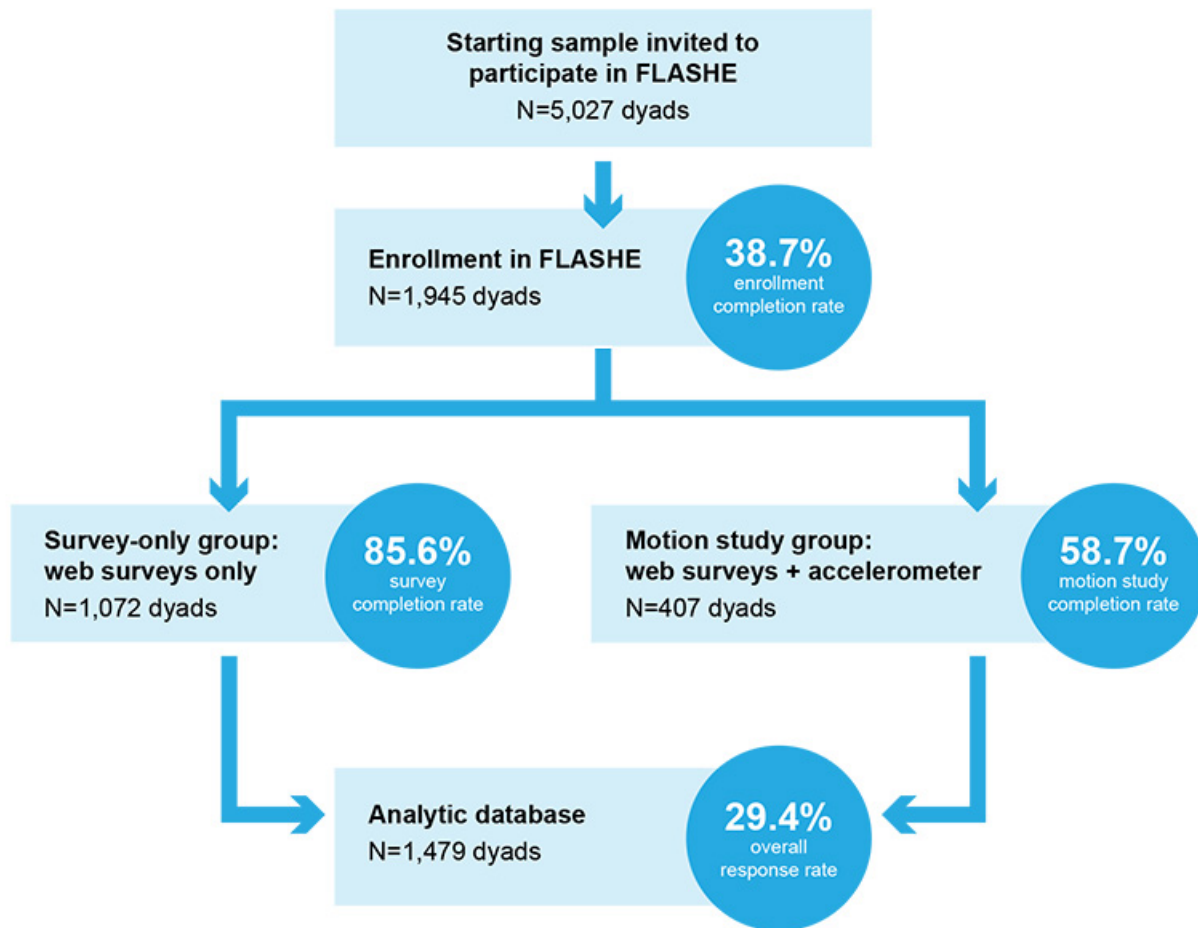 Starting sample invited to
participate in FLASHE
N=5,027 dyads
Enrollment in FLASHE
N=1,945 dyads
38.7%
enrollment
completion rate
Survey-only group:
web surveys only
N=1,072 dyads
85.6%
survey
completion rate
Motion study group:
web surveys + accelerometer
N=407 dyads
58.7%
motion study
completion rate
Analytic database
N=1,479 dyads
29.4%
overall
response rate